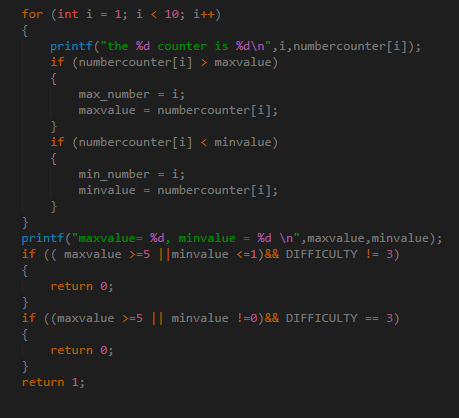 for (int i = 1; i < 10; i++)
{
    printf("the %d counter is %d\n",i,numbercounter[i]);
    if (numbercounter[i] > maxvalue)
    {
        max_number = i;
        maxvalue = numbercounter[i];
    }
    if (numbercounter[i] < minvalue)
    {
        min_number = i;
        minvalue = numbercounter[i];
    }
}
printf("maxvalue= %d, minvalue = %d \n",maxvalue,minvalue);
if (( maxvalue >=5 ||minvalue <=1)&& DIFFICULTY != 3)
{
    return 0;
}
if ((maxvalue >=5 || minvalue !=0)&& DIFFICULTY == 3)
{
    return 0;
}
return 1;